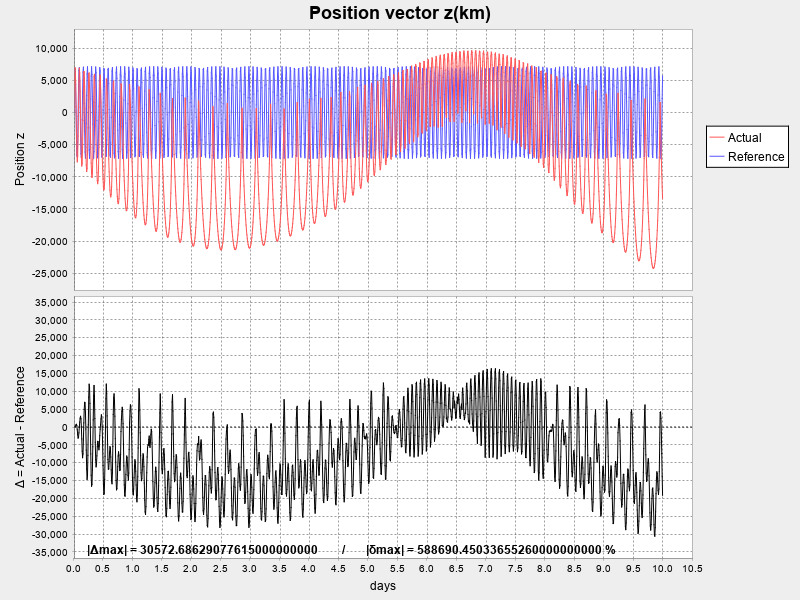 Position vector z(km)
10,000
5,000
0
-5,000
-10,000
-15,000
-20,000
-25,000
Position z
Actual
Reference
35,000
30,000
25,000
20,000
15,000
10,000
5,000
0
-5,000
-10,000
-15,000
-20,000
-25,000
-30,000
-35,000
Δ = Actual - Reference
|Δmax| = 30572.68629077615000000000 / |δmax| = 588690.45033655260000000000 %
0.0 0.5 1.0 1.5 2.0 2.5 3.0 3.5 4.0 4.5 5.0 5.5 6.0 6.5 7.0 7.5 8.0 8.5 9.0 9.5 10.0 10.5
days